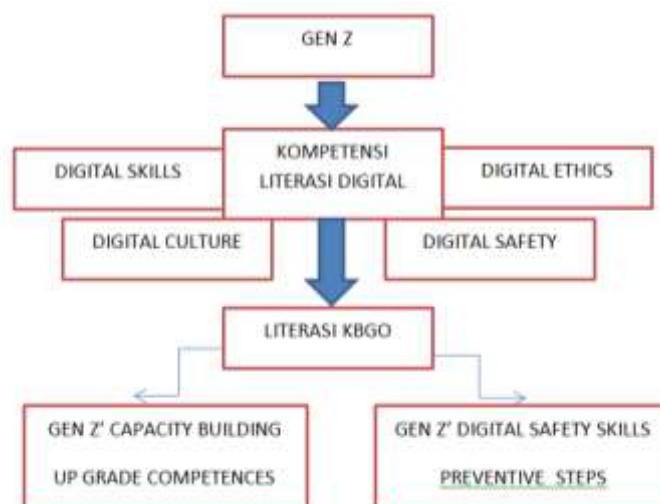 GEN Z
KOMPETENSI
LITERASI DIGITAL
DIGITAL SKILLS
DIGITAL ETHICS
DIGITAL CULTURE
DIGITAL SAFETY
LITERASI KBGO
GEN Z' CAPACITY BUILDING
UP GRADE COMPETENCES
GEN Z' DIGITAL SAFETY SKILLS
PREVENTIVE STEPS